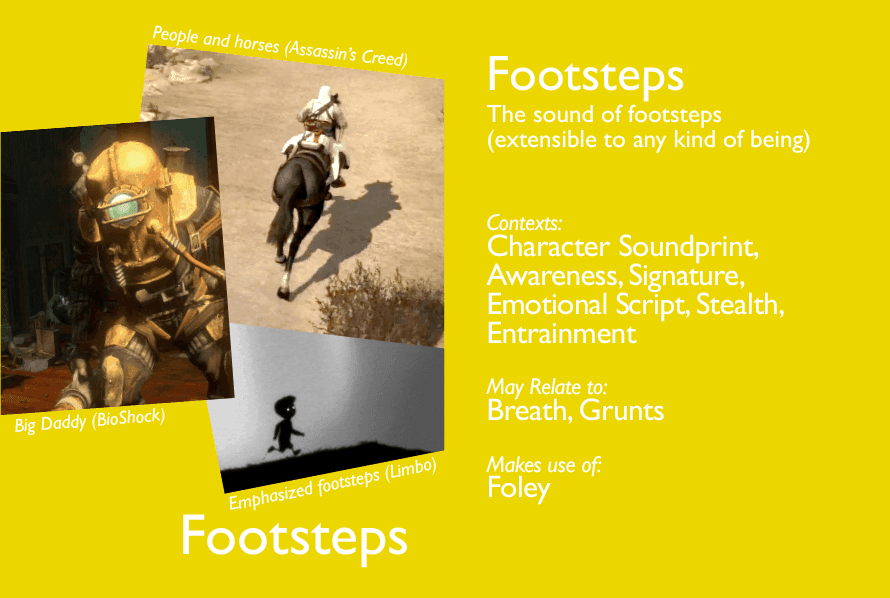 People and horses (Assassin's Creed)
Big Daddy (BioShock)
Emphasized footsteps (Limbo)
Footsteps
Footsteps
The sound of footsteps
(extensible to any kind of being)
Contexts:
Character Soundprint,
Awareness, Signature,
Emotional Script, Stealth,
Entrainment
May Relate to:
Breath, Grunts
Makes use of:
Foley